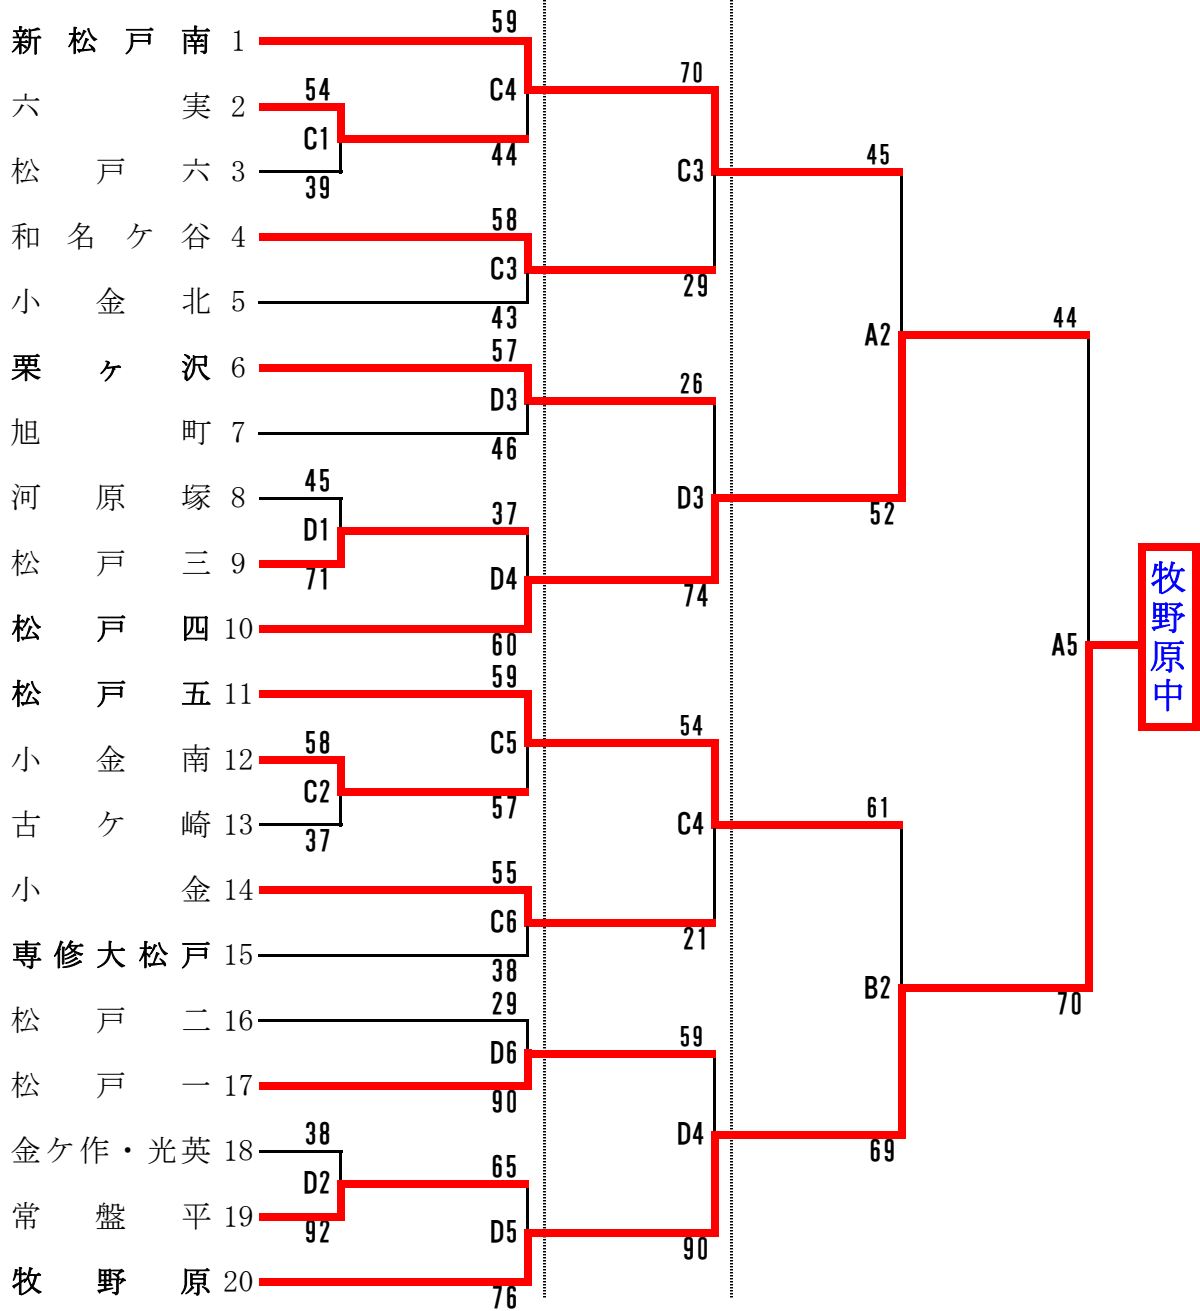 59
新松戸南 1
70
54
C4
六実 2
C1
44
45
松戸六 3
C3
39
58
和名ケ谷 4
C3
29
小金北 5
43
44
57
A2
栗ヶ沢 6
26
D3
旭町 7
46
45
河原塚 8
D3
37
52
D1
松戸三 9
71
D4
74
松戸四 10
60
牧野原中
A5
59
松戸五 11
54
58
C5
小金南 12
C2
57
61
古ケ崎 13
C4
37
55
小金 14
C6
21
専修大松戸 15
38
B2
29
70
松戸二 16
59
D6
松戸一 17
90
38
D4
金ケ作・光英 18
69
65
D2
常盤平 19
92
D5
90
牧野原 20
76